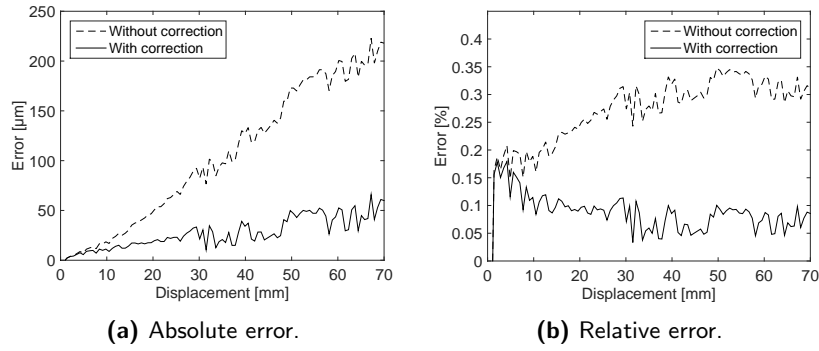 Without correction
With correction
250
200
150
100
50
0
Error [µm]
0 10 20 30 40 50 60 70
Displacement [mm]
(a) Absolute error.
Without correction
With correction
0.4
0.35
0.3
0.25
0.2
0.15
0.1
0.05
0
Error [%]
0 10 20 30 40 50 60 70
Displacement [mm]
(b) Relative error.